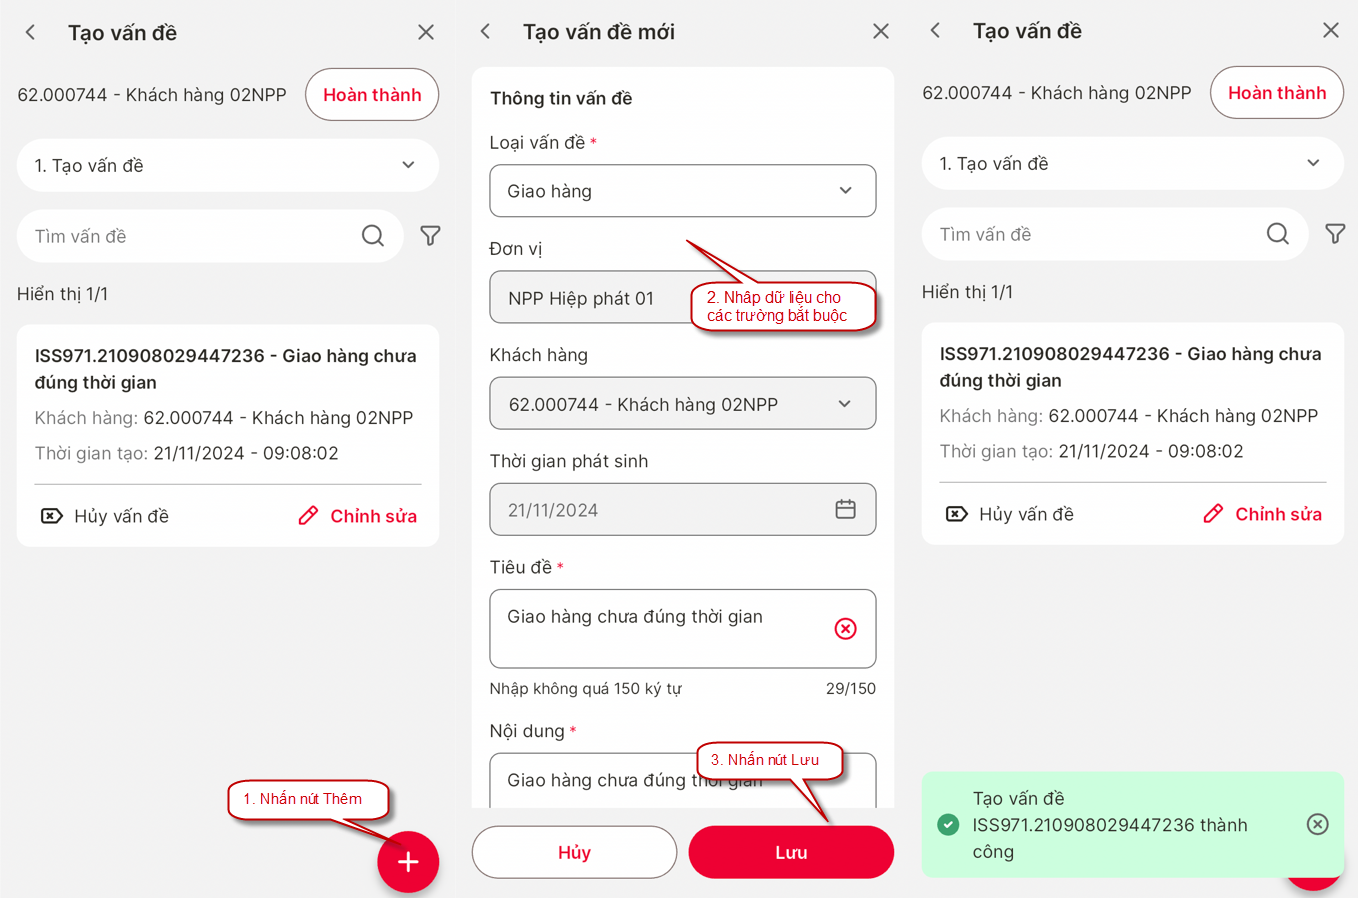 Tạo vấn đề
62.000744 - Khách hàng 02NPP
Hoàn thành
1. Tạo vấn đề
Tìm vấn đề
Hiển thị 1/1
ISS971.210908029447236 - Giao hàng chưa
đúng thời gian
Khách hàng: 62.000744 - Khách hàng 02NPP
Thời gian tạo: 21/11/2024 - 09:08:02
Hủy vấn đề
Chỉnh sửa
1. Nhấn nút Thêm
Tạo vấn đề mới
Thông tin vấn đề
Loại vấn đề *
Giao hàng
Đơn vị
NPP Hiệp phát 01
2. Nhâp dữ liệu cho
các trường bắt buộc
Khách hàng
62.000744 - Khách hàng 02NPP
Thời gian phát sinh
21/11/2024
Tiêu đề *
Giao hàng chưa đúng thời gian
Nhập không quá 150 ký tự
29/150
Nội dung *
Giao hàng chưa đúng thời gian
3. Nhấn nút Lưu
Hủy
Lưu
Tạo vấn đề
62.000744 - Khách hàng 02NPP
Hoàn thành
1. Tạo vấn đề
Tìm vấn đề
Hiển thị 1/1
ISS971.210908029447236 - Giao hàng chưa
đúng thời gian
Khách hàng: 62.000744 - Khách hàng 02NPP
Thời gian tạo: 21/11/2024 - 09:08:02
Hủy vấn đề
Chỉnh sửa
Tạo vấn đề
ISS971.210908029447236 thành
công